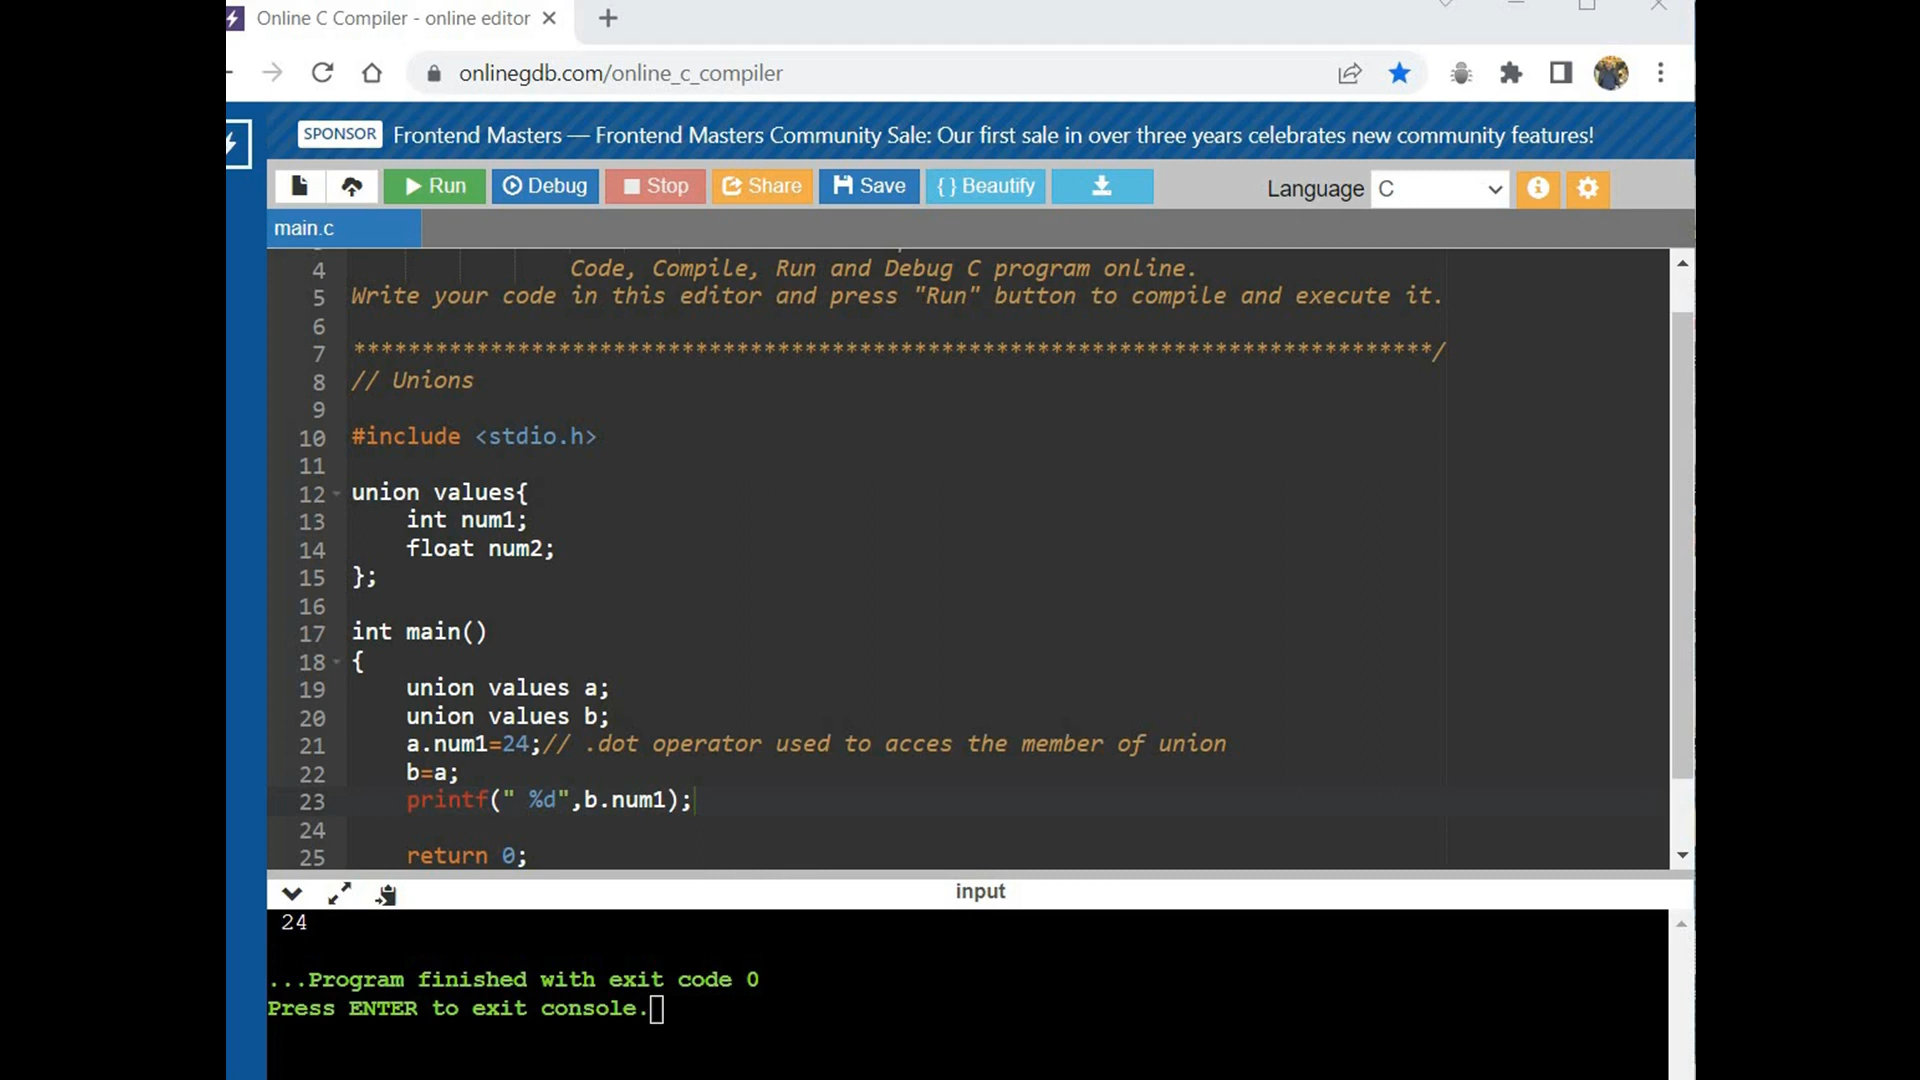 Online C Compiler - online editor
onlinegdb.com/online_c_compiler
SPONSOR Frontend Masters — Frontend Masters Community Sale: Our first sale in over three years celebrates new community features!
Run Debug Stop Share Save { } Beautify Language C
main.c
4 Code, Compile, Run and Debug C program online.
5 Write your code in this editor and press "Run" button to compile and execute it.
6
7 *******************************************************************************/
8 // Unions
9
10 #include <stdio.h>
11
12 union values{
13 int num1;
14 float num2;
15 };
16
17 int main()
18 {
19 union values a;
20 union values b;
21 a.num1=24;// .dot operator used to acces the member of union
22 b=a;
23 printf(" %d",b.num1);
24
25 return 0;
input
24
...Program finished with exit code 0
Press ENTER to exit console.